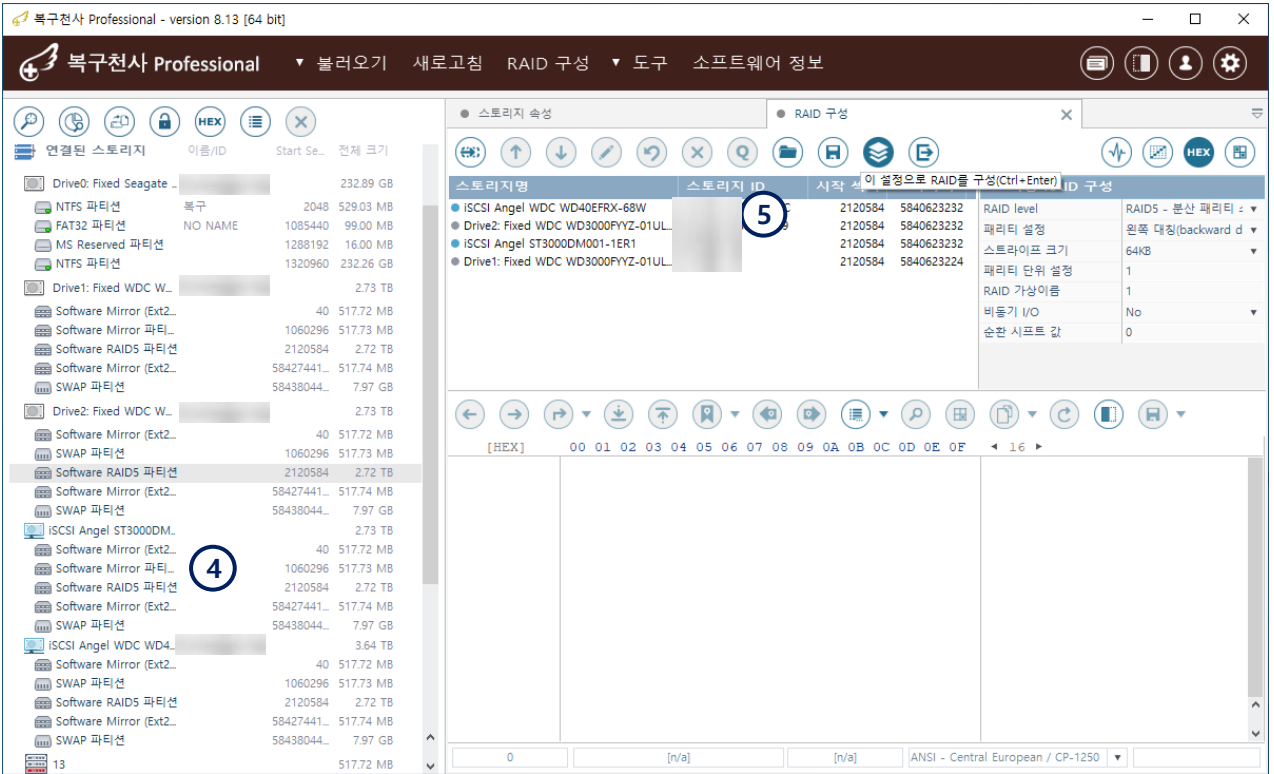 복구천사 Professional - version 8.13 [64 bit]
복구천사 Professional ▼ 불러오기 새로고침 RAID 구성 ▼ 도구 소프트웨어 정보
HEX
연결된 스토리지 이름/ID Start Se... 전체 크기
Drive0: Fixed Seagate ... 232.89 GB
NTFS 파티션 복구 2048 529.03 MB
FAT32 파티션 NO NAME 1085440 99.00 MB
MS Reserved 파티션 1288192 16.00 MB
NTFS 파티션 1320960 232.26 GB
Drive1: Fixed WDC W... 2.73 TB
Software Mirror (Ext2... 40 517.72 MB
Software Mirror 파티... 1060296 517.73 MB
Software RAID5 파티션 2120584 2.72 TB
Software Mirror (Ext2... 58427441... 517.74 MB
SWAP 파티션 58438044... 7.97 GB
Drive2: Fixed WDC W... 2.73 TB
Software Mirror (Ext2... 40 517.72 MB
SWAP 파티션 1060296 517.73 MB
Software RAID5 파티션 2120584 2.72 TB
Software Mirror (Ext2... 58427441... 517.74 MB
SWAP 파티션 58438044... 7.97 GB
iSCSI Angel ST3000DM... 2.73 TB
Software Mirror (Ext2... 40 517.72 MB
Software Mirror 파티... 1060296 517.73 MB
4
Software RAID5 파티션 2120584 2.72 TB
Software Mirror (Ext2... 58427441... 517.74 MB
SWAP 파티션 58438044... 7.97 GB
iSCSI Angel WDC WD4... 3.64 TB
Software Mirror (Ext2... 40 517.72 MB
SWAP 파티션 1060296 517.73 MB
Software RAID5 파티션 2120584 2.72 TB
Software Mirror (Ext2... 58427441... 517.74 MB
SWAP 파티션 58438044... 7.97 GB
13 517.72 MB
스토리지 속성 RAID 구성
Q HEX
이 설정으로 RAID를 구성(Ctrl+Enter)
스토리지명 스토리지 ID 시작 ID 구성
iSCSI Angel WDC WD40EFRX-68W C 2120584 5840623232
Drive2: Fixed WDC WD3000FYYZ-01UL... 9 2120584 5840623232
iSCSI Angel ST3000DM001-1ER1 2120584 5840623232
Drive1: Fixed WDC WD3000FYYZ-01UL... 2120584 5840623224
5
RAID level RAID5 - 분산 패리티 ▼
패리티 설정 왼쪽 대칭(backward d ▼
스트라이프 크기 64KB ▼
패리티 단위 설정 1
RAID 가상이름 1
비동기 I/O No ▼
순환 시프트 값 0
[HEX] 00 01 02 03 04 05 06 07 08 09 0A 0B 0C 0D 0E 0F ◄ 16 ►
0 [n/a] [n/a] ANSI - Central European / CP-1250 ▼